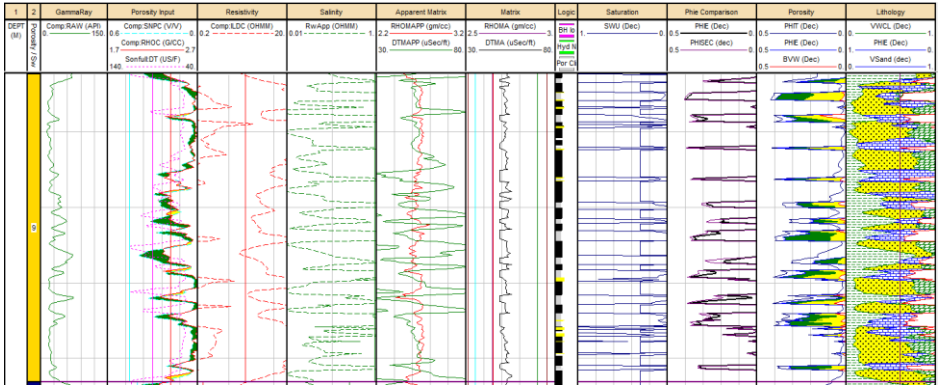 1 2 GammaRay Porosity Input Resistivity Salinity Apparent Matrix Matrix Logic Saturation Phie Comparison Porosity Lithology
DEPT
(M)
Porosity / Sw
Comp:RAW (API)
0. 150.
Comp:SNPC (V/V)
0.6 0.
Comp:RHOC (G/CC)
1.7 2.7
Sonfull:DT (US/F)
140. 40.
Comp:ILDC (OHMM)
0.2 20.
RwApp (OHMM)
0.01 1.
RHOMAPP (gm/cc)
2.2 3.2
DTMAPP (uSec/ft)
30. 80.
RHOMA (gm/cc)
2.5 3.
DTMA (uSec/ft)
30. 80.
BH lo
Hyd N
Por Cl
SWU (Dec)
1. 0.
PHIE (Dec)
0.5 0.
PHISEC (dec)
0.5 0.
PHIT (Dec)
0.5 0.
PHIE (Dec)
0.5 0.
BVW (Dec)
0.5 0.
VWCL (Dec)
0. 1.
PHIE (Dec)
1. 0.
VSand (Dec)
0. 1.
9